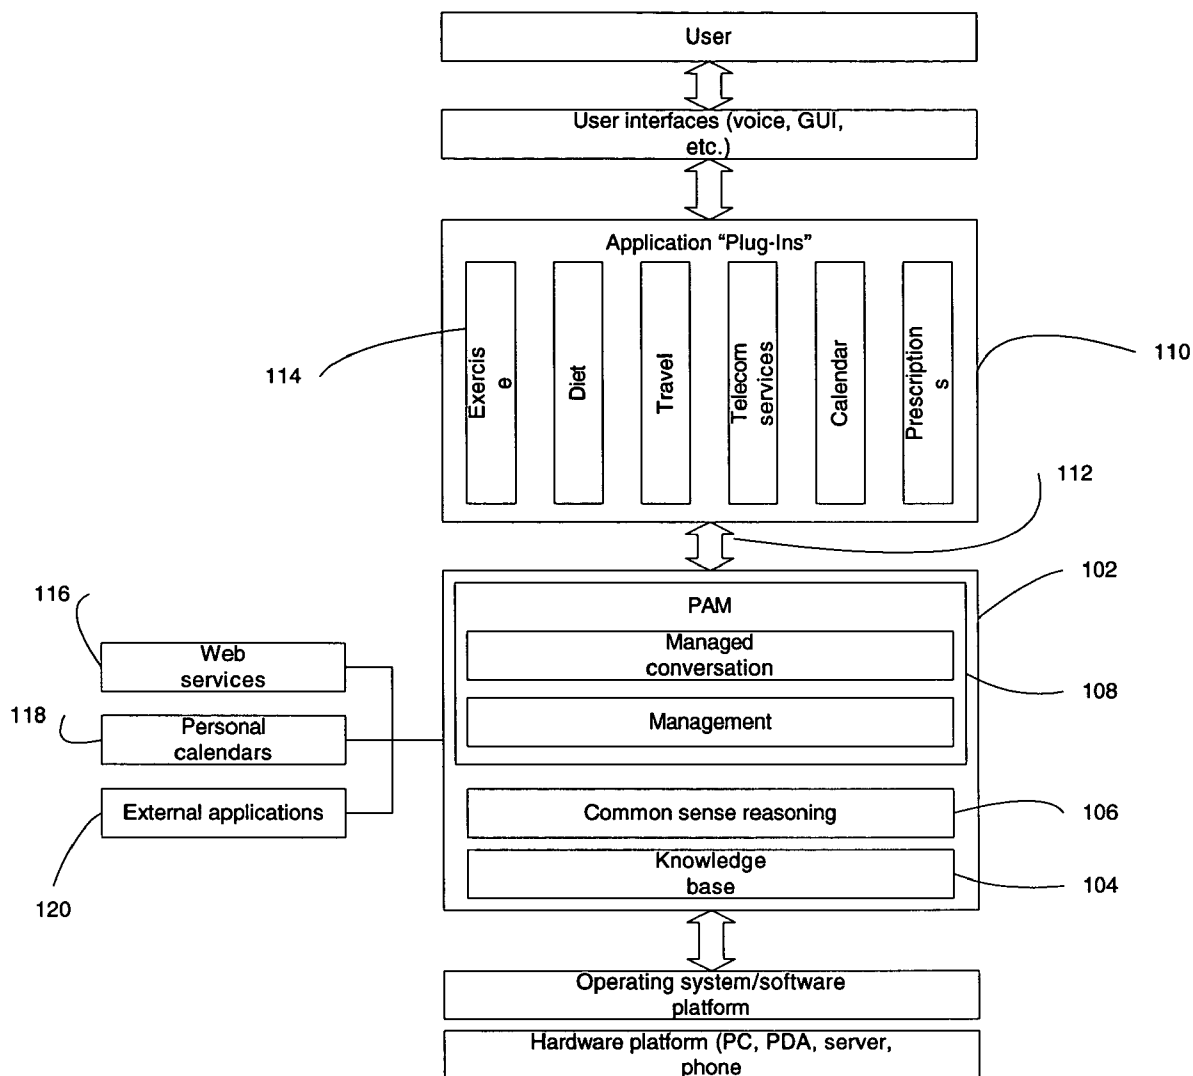 User
User interfaces (voice, GUI,
etc.)
Application “Plug-Ins”
Exercis
e
Diet
Travel
Telecom
services
Calendar
Prescription
s
110
114
112
102
116
PAM
Managed
conversation
Web
services
108
118
Management
Personal
calendars
External applications
Common sense reasoning
106
Knowledge
base
104
120
Operating system/software
platform
Hardware platform (PC, PDA, server,
phone